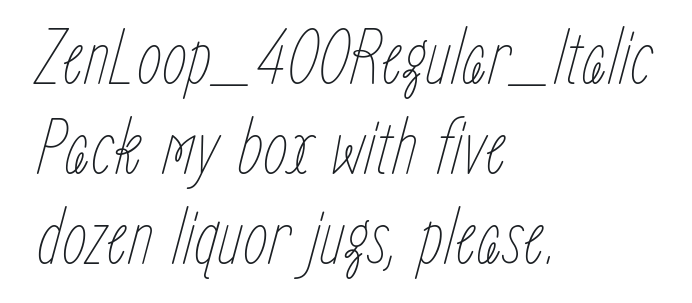 ZenLoop_400Regular_Italic
Pack my box with five
dozen liquor jugs, please.